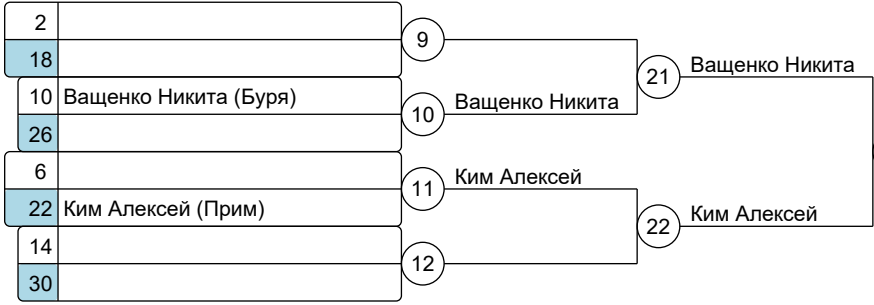 2
9
18
21 Ващенко Никита
10 Ващенко Никита (Буря)
10 Ващенко Никита
26
6
11 Ким Алексей
22 Ким Алексей (Прим)
22 Ким Алексей
14
12
30